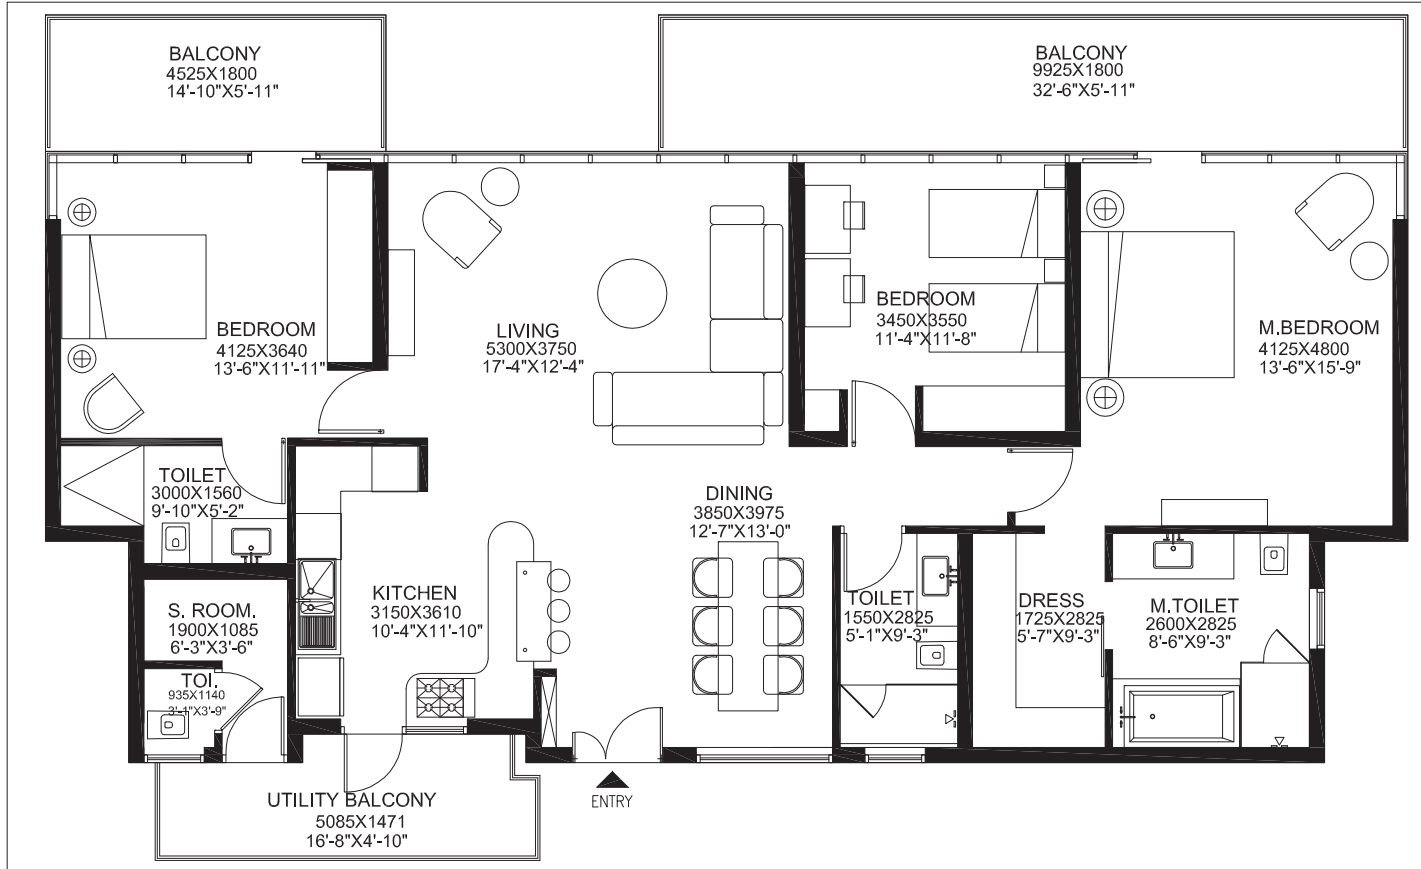 BALCONY
4525X1800
14'-10"X5'-11"
BALCONY
9925X1800
32'-6"X5'-11"
BEDROOM
4125X3640
13'-6"X11'-11"
LIVING
5300X3750
17'-4"X12'-4"
BEDROOM
3450X3550
11'-4"X11'-8"
M.BEDROOM
4125X4800
13'-6"X15'-9"
TOILET
3000X1560
9'-10"X5'-2"
DINING
3850X3975
12'-7"X13'-0"
KITCHEN
3150X3610
10'-4"X11'-10"
S. ROOM.
1900X1085
6'-3"X3'-6"
TOILET
1550X2825
5'-1"X9'-3"
DRESS
1725X2825
5'-7"X9'-3"
M.TOILET
2600X2825
8'-6"X9'-3"
TOI.
935X1140
3'-1"X3'-9"
UTILITY BALCONY
5085X1471
16'-8"X4'-10"
ENTRY